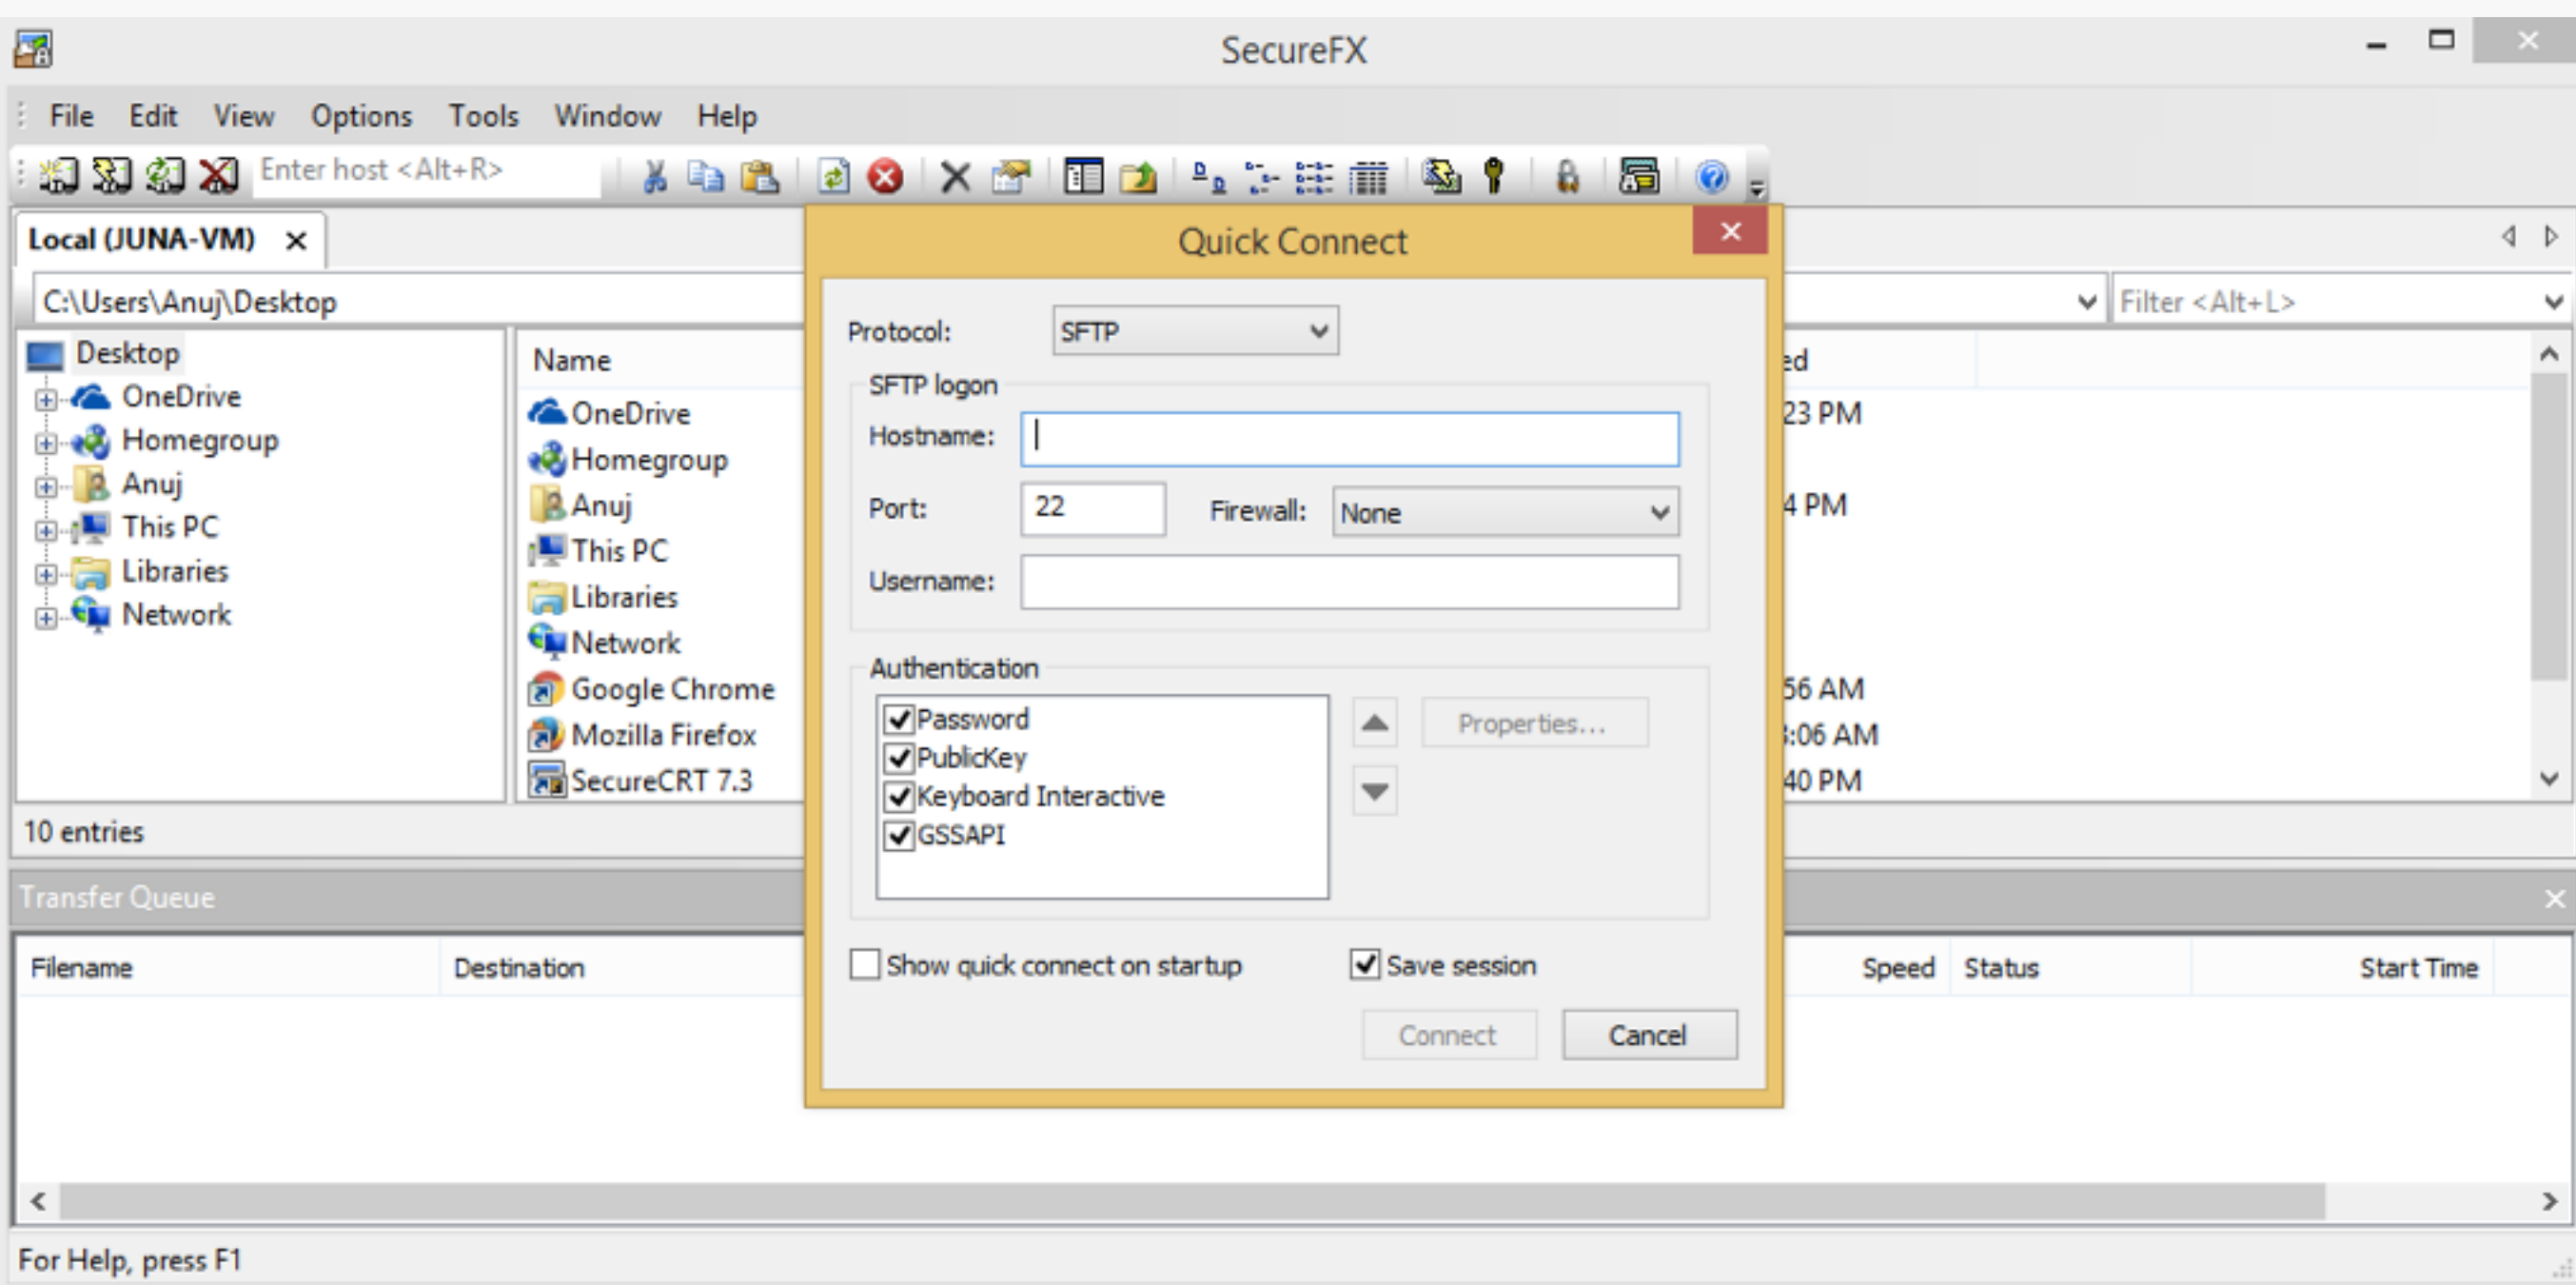 SecureFX
File Edit View Options Tools Window Help
Enter host <Alt+R>
Local (JUNA-VM)
C:\Users\Anuj\Desktop
Filter <Alt+L>
Desktop
OneDrive
Homegroup
Anuj
This PC
Libraries
Network
Name
OneDrive
Homegroup
Anuj
This PC
Libraries
Network
Google Chrome
Mozilla Firefox
SecureCRT 7.3
ed
23 PM
4 PM
56 AM
:06 AM
40 PM
10 entries
Quick Connect
Protocol: SFTP
SFTP logon
Hostname:
Port: 22 Firewall: None
Username:
Authentication
Password
PublicKey
Keyboard Interactive
GSSAPI
Properties...
Show quick connect on startup Save session
Connect Cancel
Transfer Queue
Filename Destination Speed Status Start Time
For Help, press F1